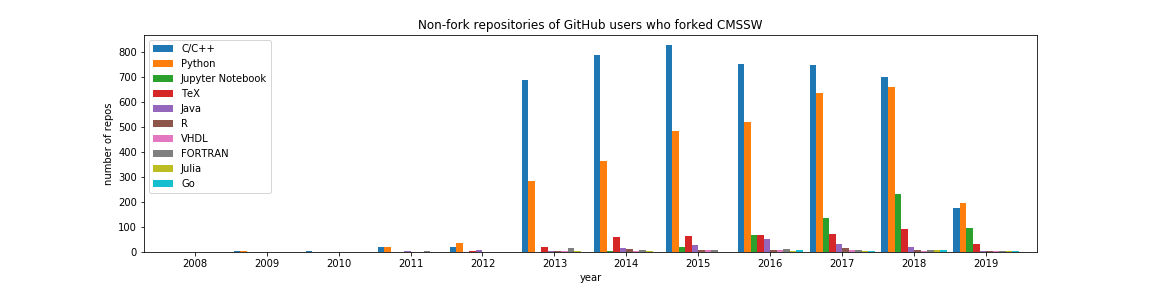 Non-fork repositories of GitHub users who forked CMSSW
number of repos
800
700
600
500
400
300
200
100
0
C/C++
Python
Jupyter Notebook
TeX
Java
R
VHDL
FORTRAN
Julia
Go
2008 2009 2010 2011 2012 2013 2014 2015 2016 2017 2018 2019
year